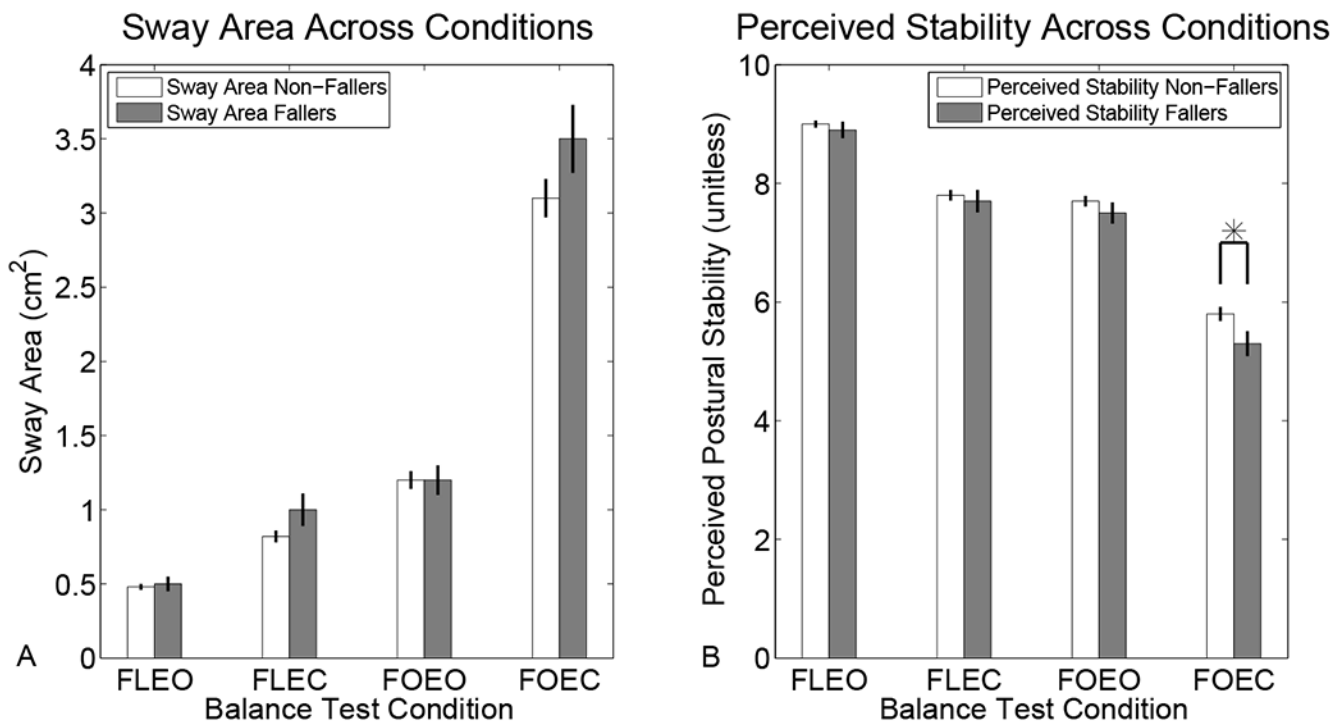 Sway Area Across Conditions
Sway Area Non-Fallers
Sway Area Fallers
Sway Area (cm²)
4
3.5
3
2.5
2
1.5
1
0.5
0
FLEO FLEC FOEO FOEC
Balance Test Condition
A
Perceived Stability Across Conditions
Perceived Stability Non-Fallers
Perceived Stability Fallers
Perceived Postural Stability (unitless)
10
8
6
4
2
0
FLEO FLEC FOEO FOEC
Balance Test Condition
B